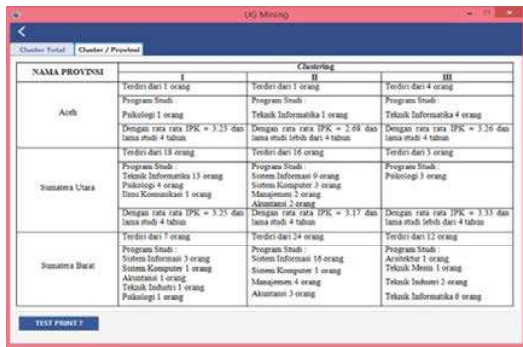 UG Mining
Cluster Total
Cluster / Provinsi
NAMA PROVINSI
Clustering
I
II
III
Aceh
Terdiri dari 1 orang
Program Studi :
Psikologi 1 orang
Dengan rata rata IPK = 3.23 dan
lama studi 4 tahun
Terdiri dari 1 orang
Program Studi :
Teknik Informatika 1 orang
Dengan rata rata IPK = 2.68 dan
lama studi lebih dari 4 tahun
Terdiri dari 4 orang
Program Studi :
Teknik Informatika 4 orang
Dengan rata rata IPK = 3.26 dan
lama studi 4 tahun
Sumatera Utara
Terdiri dari 18 orang
Program Studi :
Teknik Informatika 13 orang
Psikologi 4 orang
Ilmu Komunikasi 1 orang
Dengan rata rata IPK = 3.25 dan
lama studi 4 tahun
Terdiri dari 16 orang
Program Studi :
Sistem Informasi 9 orang
Sistem Komputer 3 orang
Manajemen 2 orang
Akuntansi 2 orang
Dengan rata rata IPK = 3.17 dan
lama studi 4 tahun
Terdiri dari 3 orang
Program Studi :
Psikologi 3 orang
Dengan rata rata IPK = 3.33 dan
lama studi lebih dari 4 tahun
Sumatera Barat
Terdiri dari 7 orang
Program Studi :
Sistem Informasi 3 orang
Sistem Komputer 1 orang
Akuntansi 1 orang
Teknik Industri 1 orang
Psikologi 1 orang
Terdiri dari 24 orang
Program Studi :
Sistem Informasi 16 orang
Sistem Komputer 1 orang
Manajemen 4 orang
Akuntansi 3 orang
Terdiri dari 12 orang
Program Studi :
Arsitektur 1 orang
Teknik Mesin 1 orang
Teknik Industri 2 orang
Teknik Informatika 6 orang
TEST PRINT ?